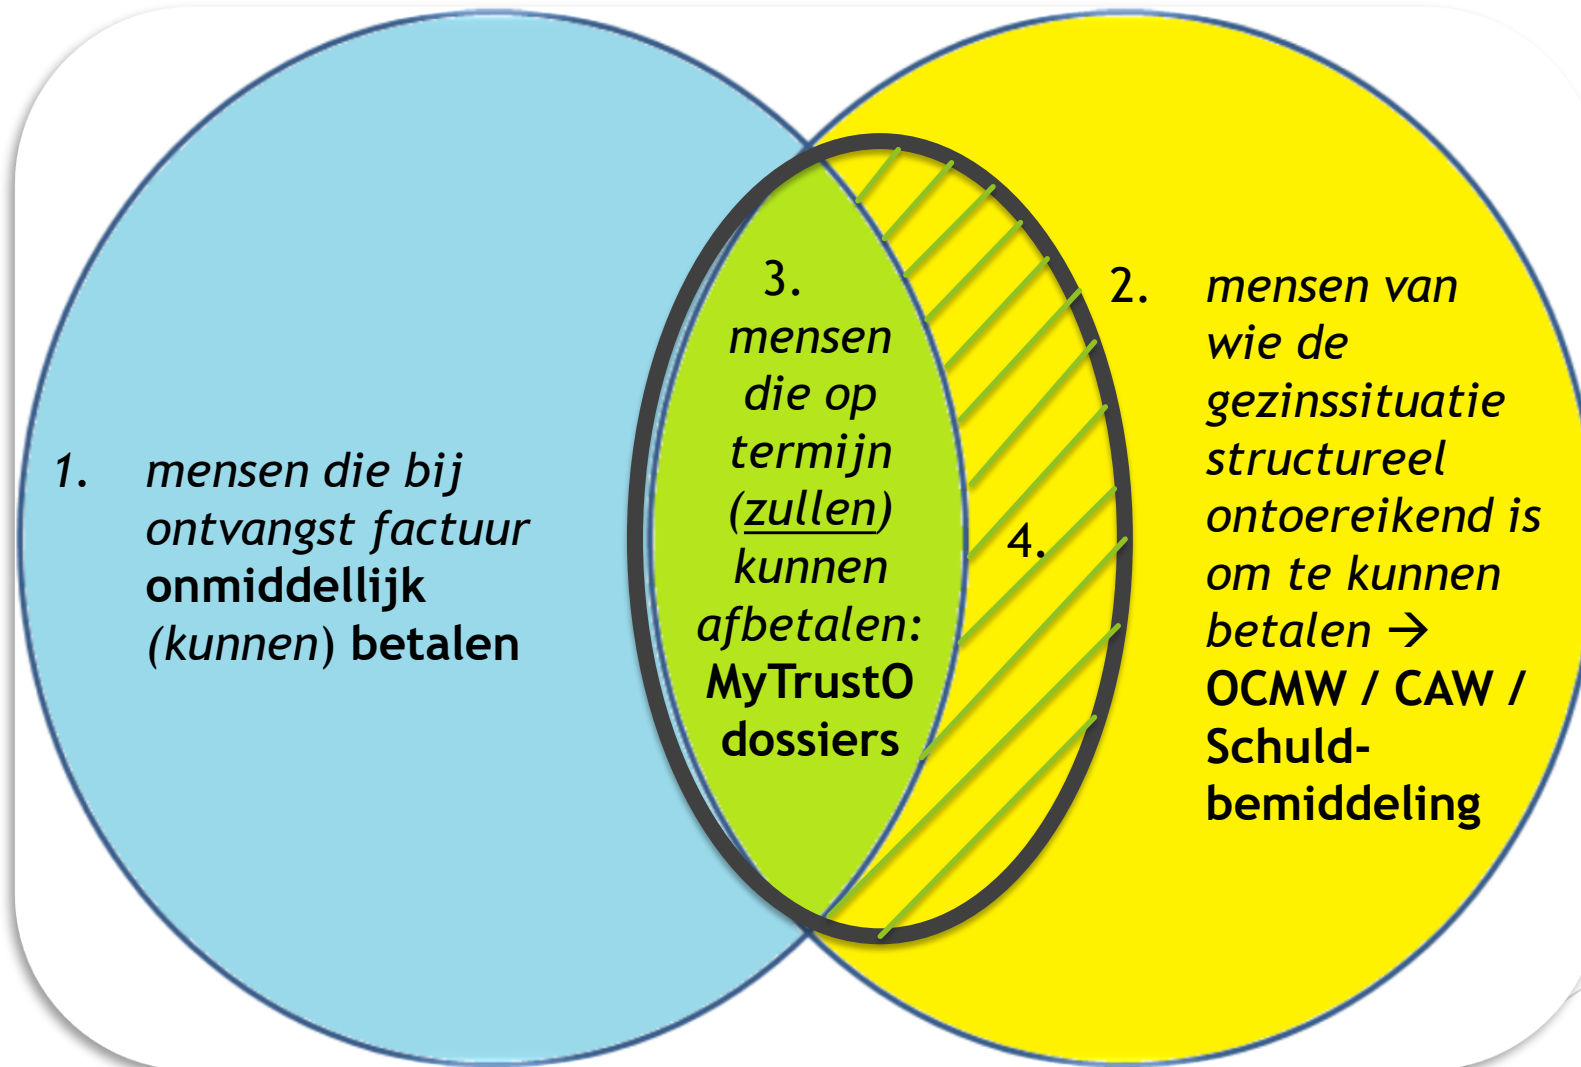 1. mensen die bij
ontvangst factuur
onmiddellijk
(kunnen) betalen
3.
mensen
die op
termijn
(zullen)
kunnen
afbetalen:
MyTrustO
dossiers
4.
2. mensen van
wie de
gezinssituatie
structureel
ontoereikend is
om te kunnen
betalen →
OCMW / CAW /
Schuld-
bemiddeling